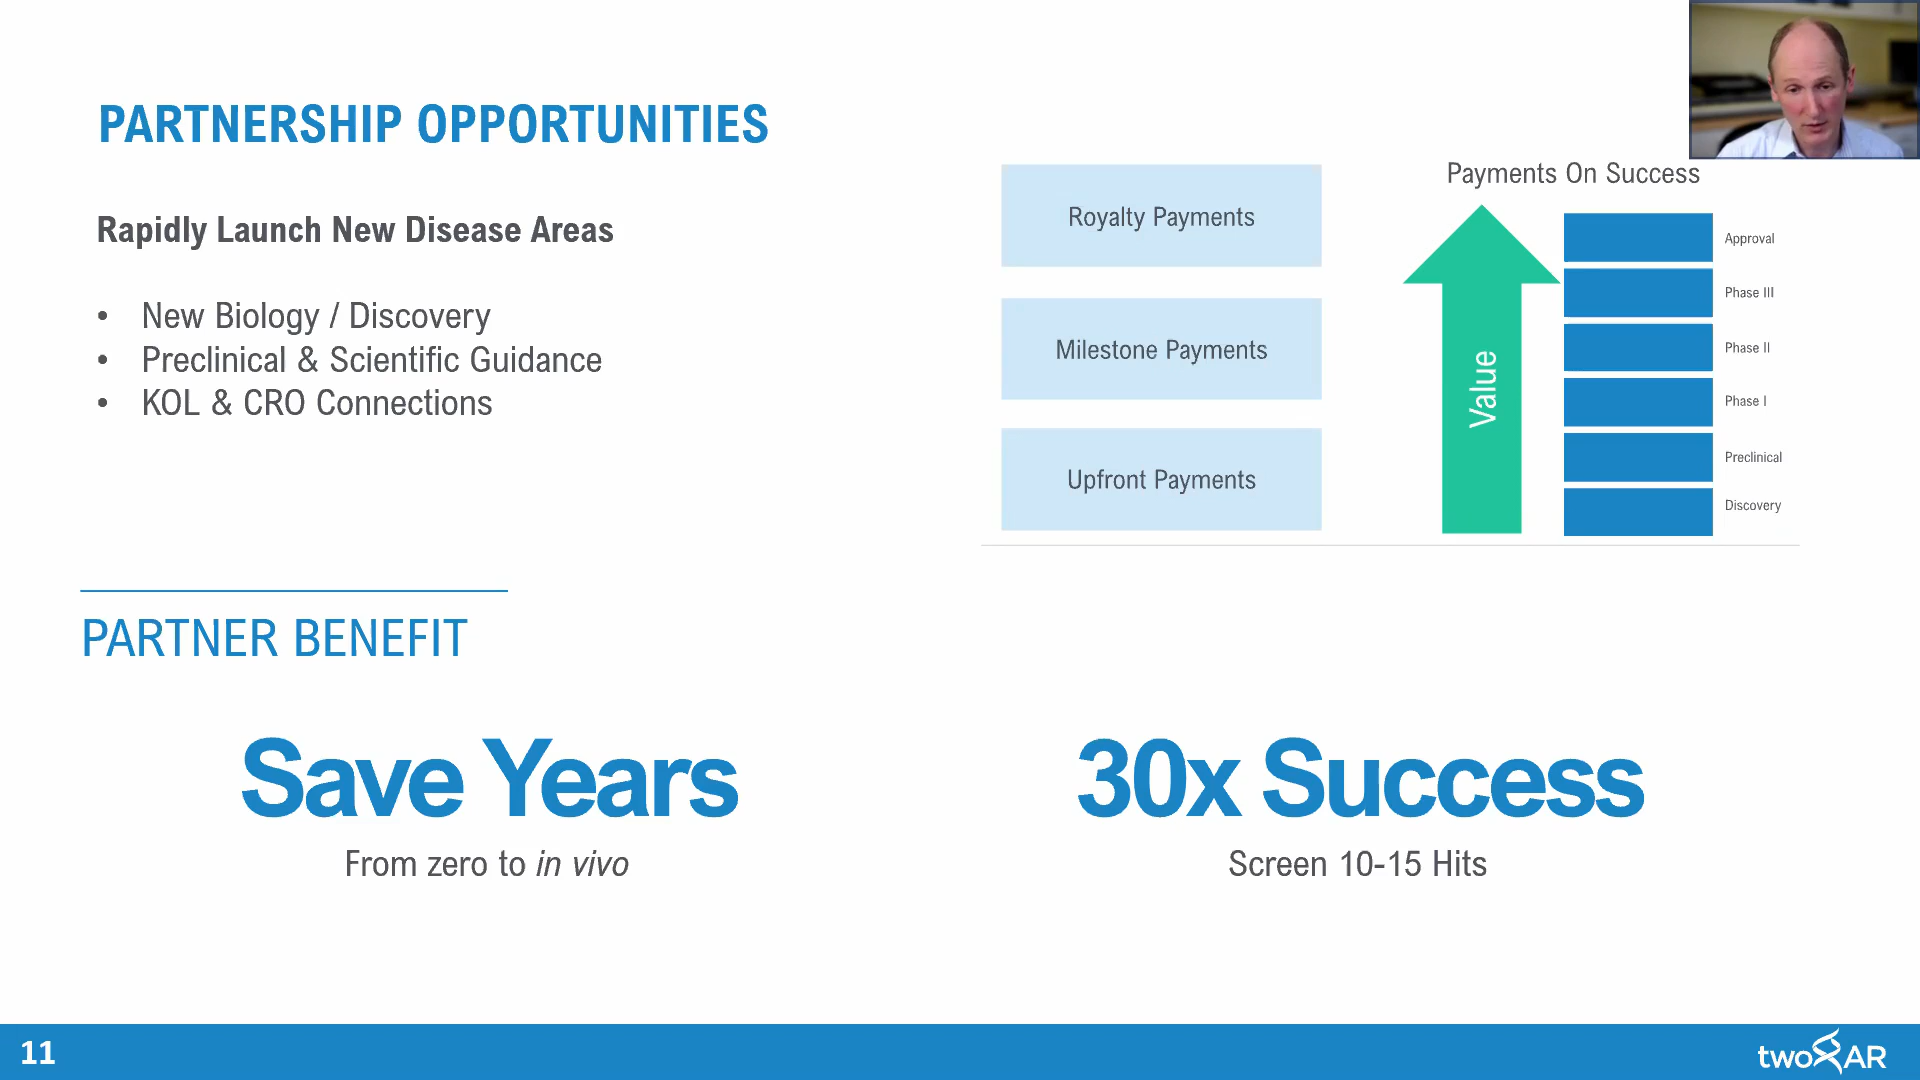 PARTNERSHIP OPPORTUNITIES
Rapidly Launch New Disease Areas
• New Biology / Discovery
• Preclinical & Scientific Guidance
• KOL & CRO Connections
Royalty Payments
Milestone Payments
Upfront Payments
Payments On Success
Value
Approval
Phase III
Phase II
Phase I
Preclinical
Discovery
PARTNER BENEFIT
Save Years
From zero to in vivo
30x Success
Screen 10-15 Hits
11
twoXAR